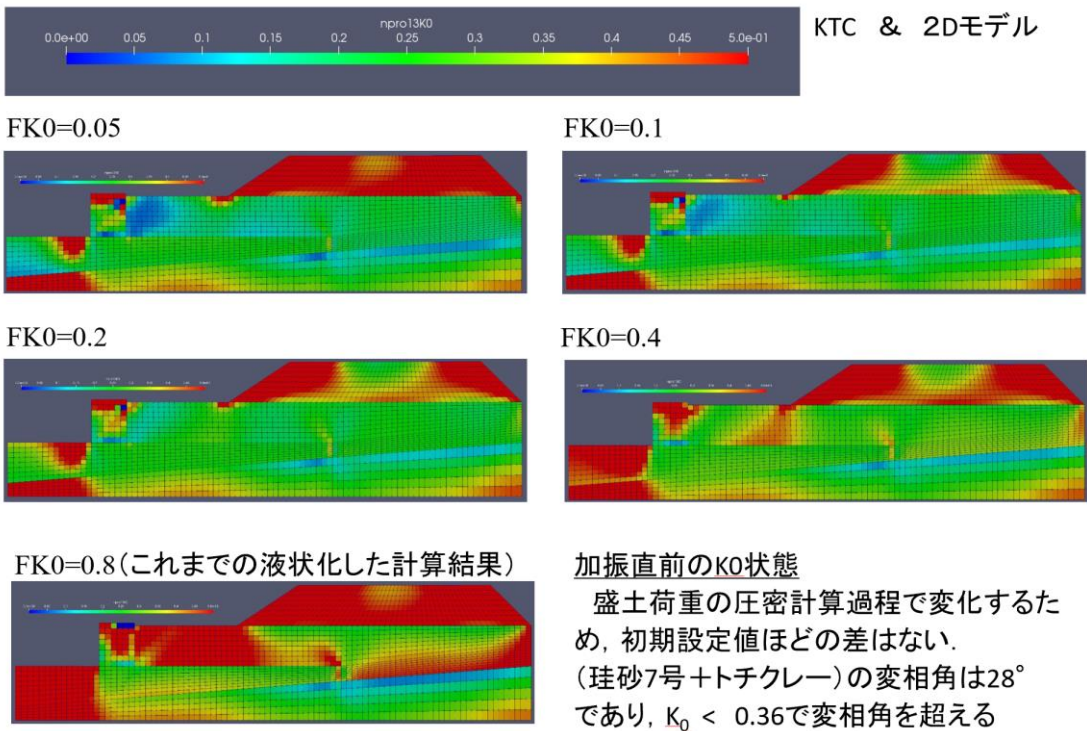 npro13K0
0.0e+00 0.05 0.1 0.15 0.2 0.25 0.3 0.35 0.4 0.45 5.0e-01
KTC & 2Dモデル
FK0=0.05
FK0=0.1
FK0=0.2
FK0=0.4
FK0=0.8(これまでの液状化した計算結果)
加振直前のK0状態
盛土荷重の圧密計算過程で変化するた
め,初期設定値ほどの差はない.
(珪砂7号+トチクレー)の変相角は28°
であり,K₀ < 0.36で変相角を超える